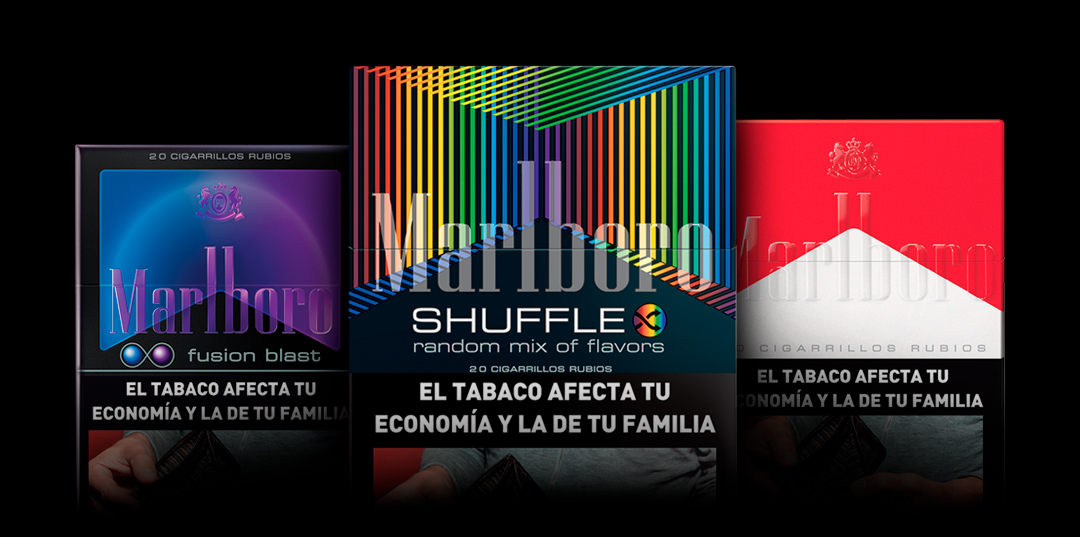 20 CIGARRILLOS RUBIOS
Marlboro
fusion blast
EL TABACO AFECTA TU
ECONOMÍA Y LA DE TU FAMILIA
Marlboro
SHUFFLE
random mix of flavors
20 CIGARRILLOS RUBIOS
EL TABACO AFECTA TU
ECONOMÍA Y LA DE TU FAMILIA
Marlboro
CIGARRILLOS RUBIOS
EL TABACO AFECTA TU
ECONOMÍA Y LA DE TU FAMILIA